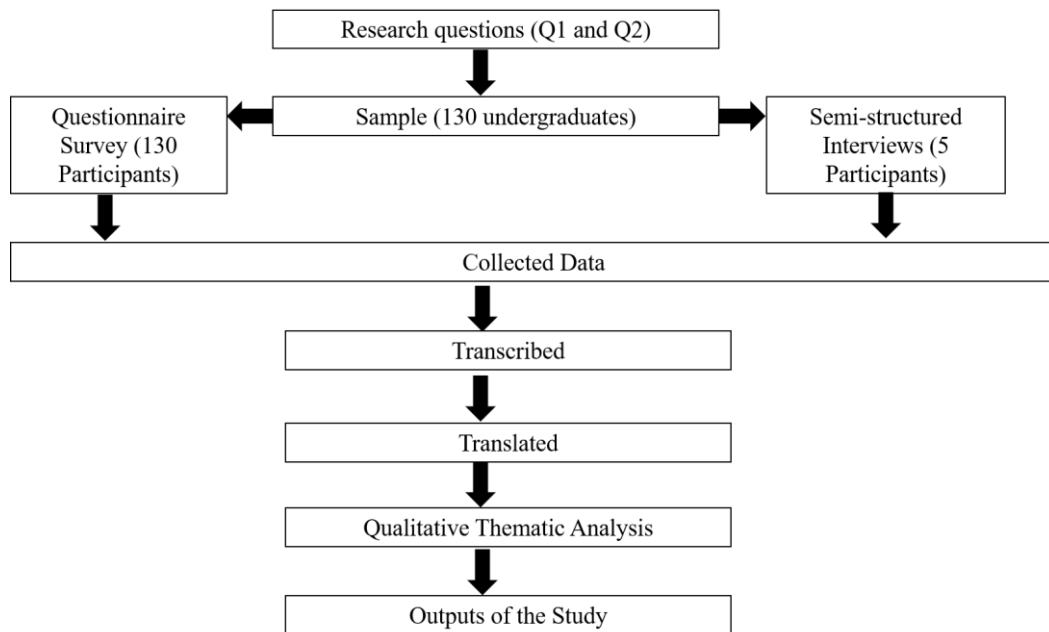 Research questions (Q1 and Q2)
Sample (130 undergraduates)
Questionnaire
Survey (130
Participants)
Semi-structured
Interviews (5
Participants)
Collected Data
Transcribed
Translated
Qualitative Thematic Analysis
Outputs of the Study